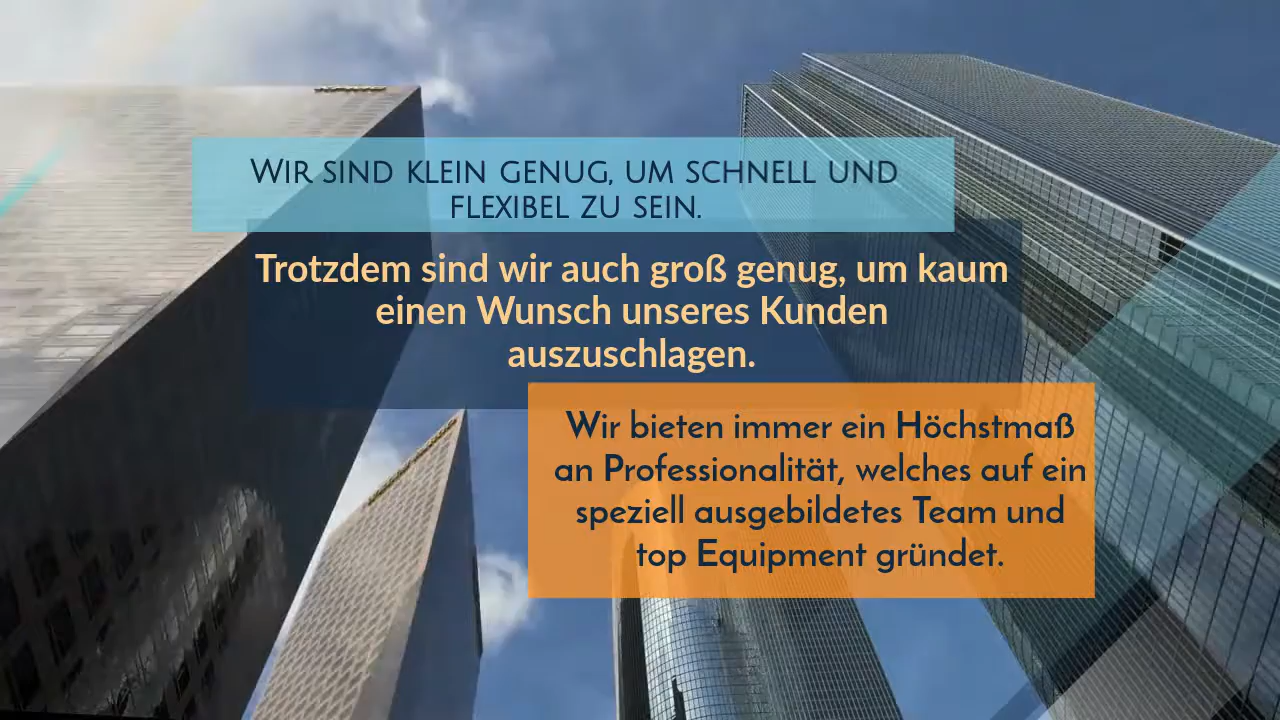 Wir sind klein genug, um schnell und
flexibel zu sein.
Trotzdem sind wir auch groß genug, um kaum
einen Wunsch unseres Kunden
auszuschlagen.
Wir bieten immer ein Höchstmaß
an Professionalität, welches auf ein
speziell ausgebildetes Team und
top Equipment gründet.